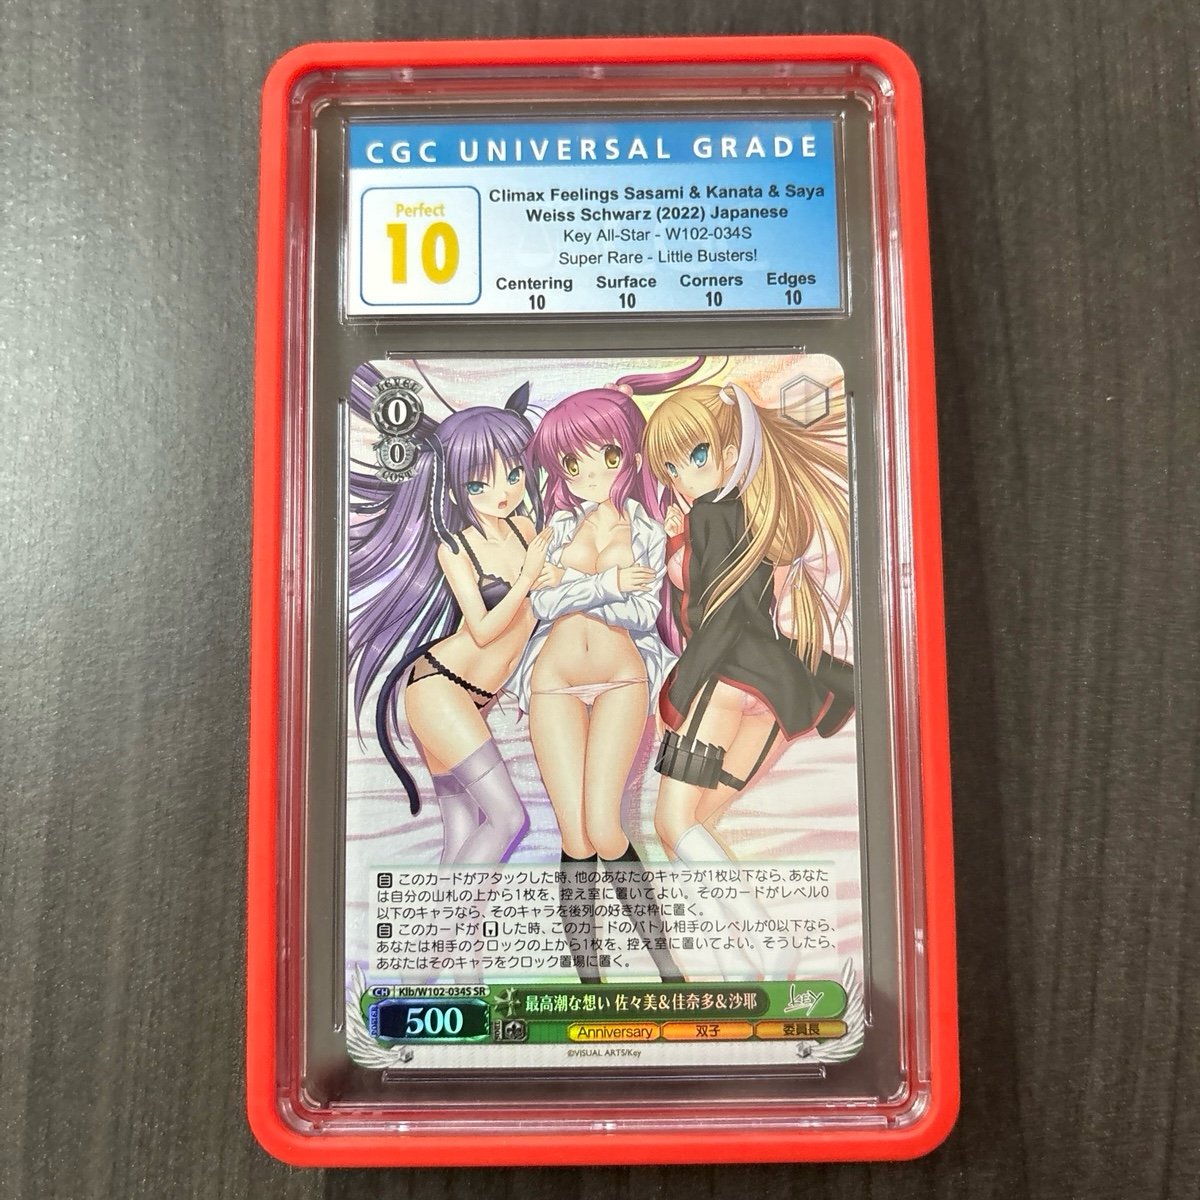 CGC UNIVERSAL GRADE
Perfect
10
Climax Feelings Sasami & Kanata & Saya
Weiss Schwarz (2022) Japanese
Key All-Star - W102-034S
Super Rare - Little Busters!
Centering Surface Corners Edges
10 10 10 10
LEVEL
0
0
COST
このカードがアタックした時、他のあなたのキャラが1枚以下なら、あなた
は自分の山札の上から1枚を、控え室に置いてよい。そのカードがレベル0
以下のキャラなら、そのキャラを後列の好きな枠に置く。
このカードが した時、このカードのバトル相手のレベルが0以下なら、
あなたは相手のクロックの上から1枚を、控え室に置いてよい。そうしたら、
あなたはそのキャラをクロック置場に置く。
CH Klb/W102-034S SR
最高潮な想い 佐々美&佳奈多&沙耶
Key
POWER
500
Anniversary 双子 委員長
©VISUAL ARTS/Key